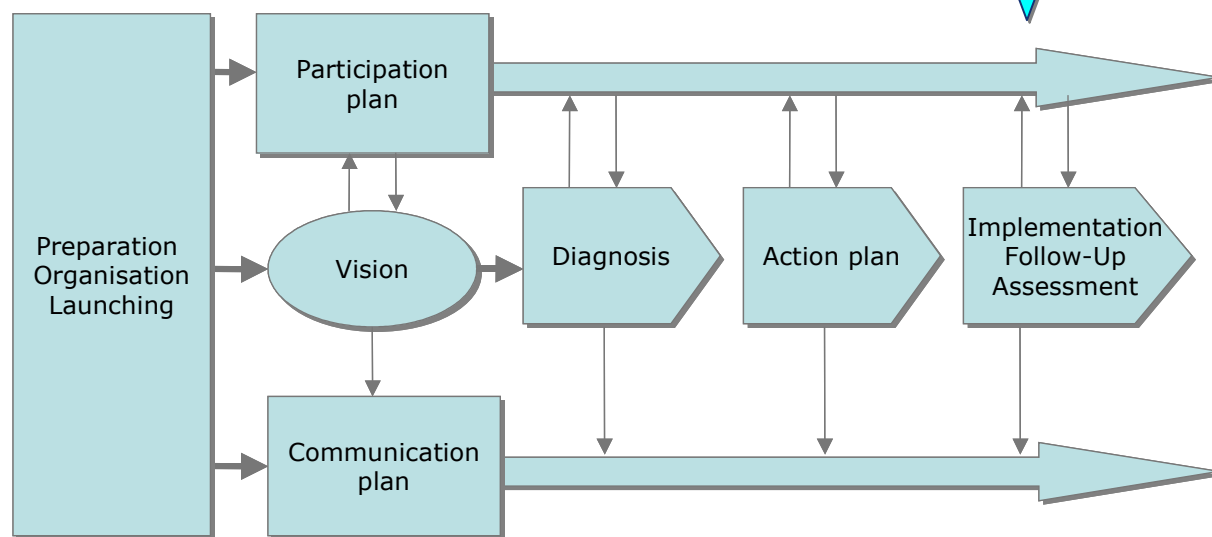 Participation
plan
Preparation
Organisation
Launching
Vision
Diagnosis
Action plan
Implementation
Follow-Up
Assessment
Communication
plan